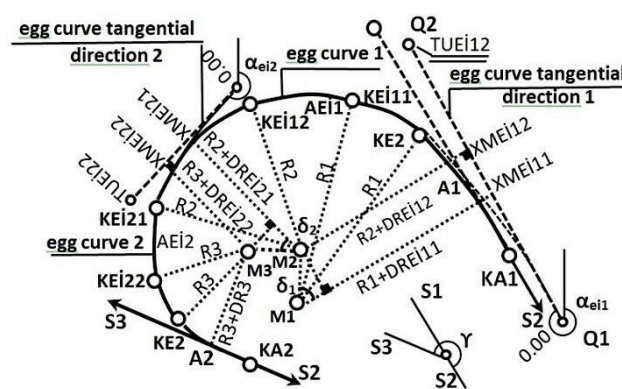 egg curve tangential
direction 2
0.00
αei2
egg curve 1
Q2
TUEİ12
egg curve tangential
direction 1
XMEİ21
XMEİ22
TUEİ22
KEİ12
AEİ1
KEİ11
KE2
XMEİ12
XMEİ11
A1
R2+DREİ21
R3+DREİ22
R2
R1
R1
R2+DREİ12
R1+DREİ11
KEİ21
R2
egg curve 2
AEİ2
R3
M3
M2
δ2
δ1
M1
KEİ22
R3
R3+DR3
KE2
A2
KA2
S3
S2
KA1
S2
αei1
0.00
Q1
S1
S3
S2
ϒ